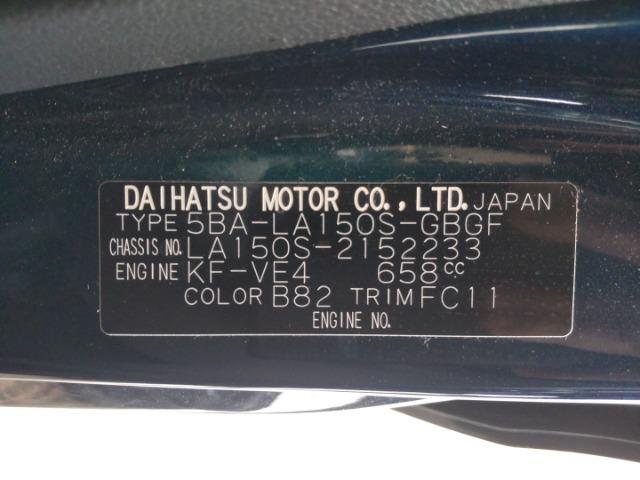 DAIHATSU MOTOR CO., LTD. JAPAN
TYPE 5BA-LA150S-GBGF
CHASSIS NO. LA150S-2152233
ENGINE KF-VE4 658cc
COLOR B82 TRIM FC11
ENGINE NO.